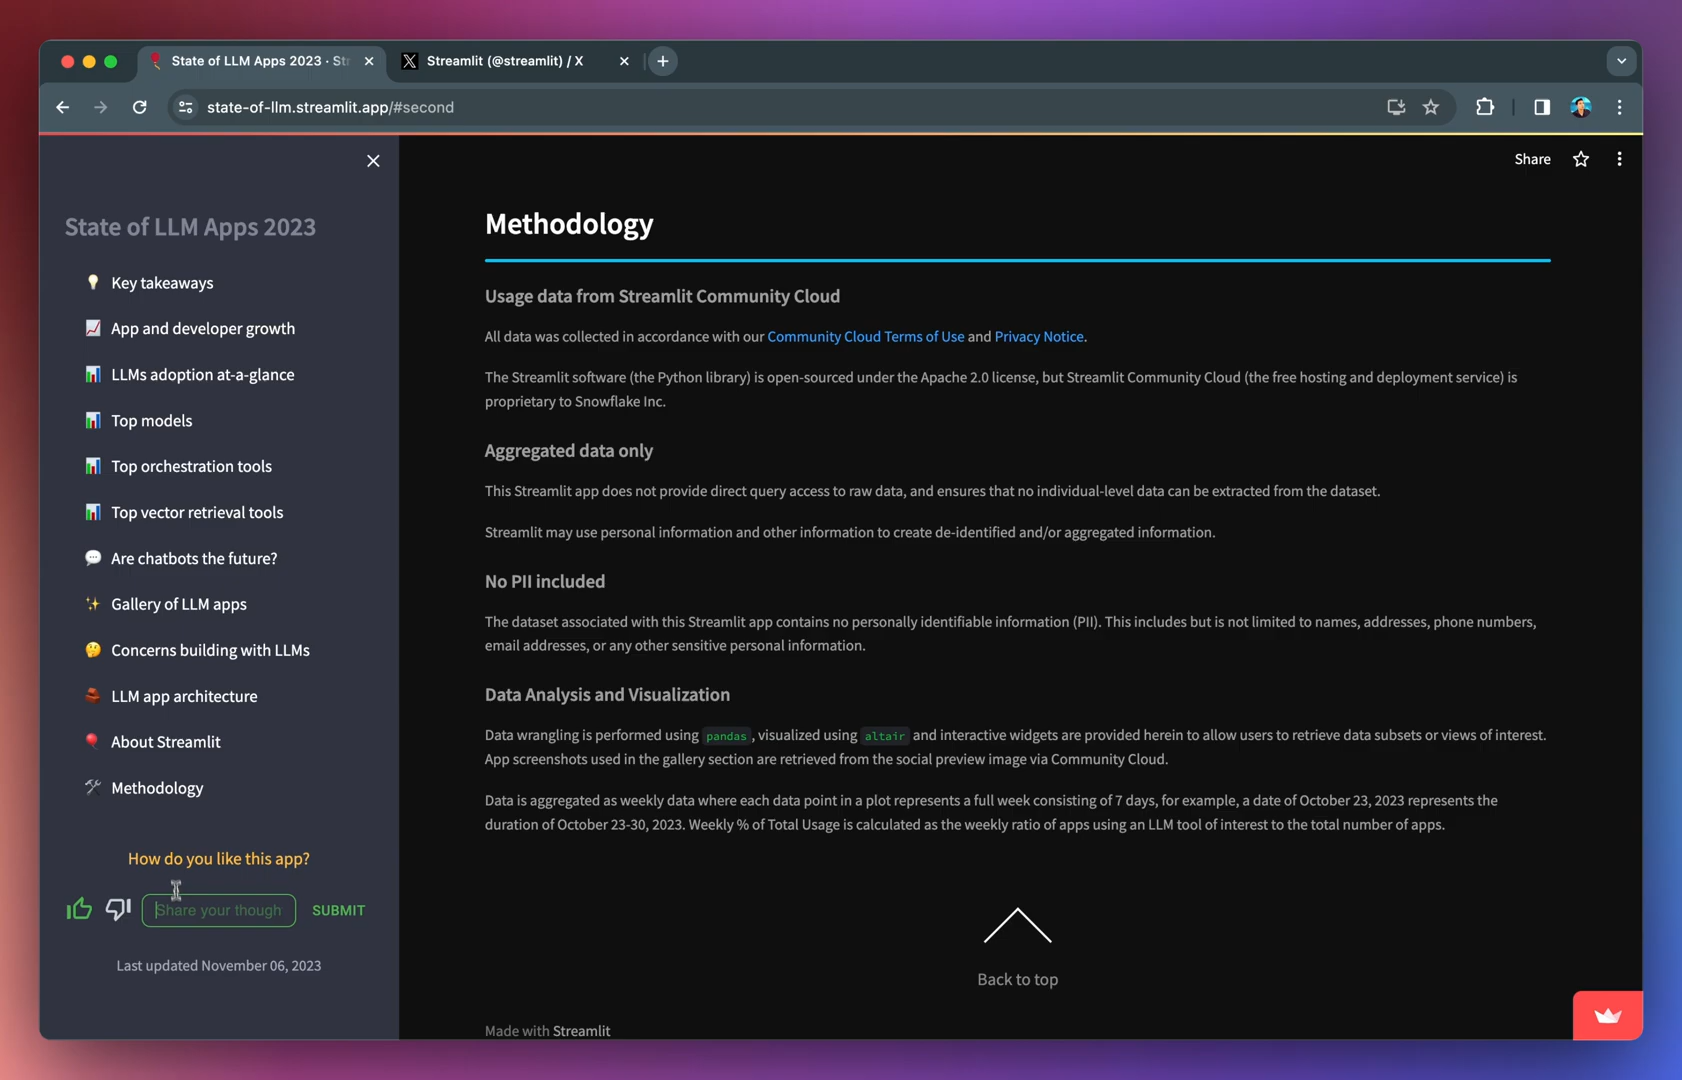 State of LLM Apps 2023 · St
Streamlit (@streamlit) / X
state-of-llm.streamlit.app/#second
Share
State of LLM Apps 2023
Key takeaways
App and developer growth
LLMs adoption at-a-glance
Top models
Top orchestration tools
Top vector retrieval tools
Are chatbots the future?
Gallery of LLM apps
Concerns building with LLMs
LLM app architecture
About Streamlit
Methodology
How do you like this app?
Share your though
SUBMIT
Last updated November 06, 2023
Methodology
Usage data from Streamlit Community Cloud
All data was collected in accordance with our Community Cloud Terms of Use and Privacy Notice.
The Streamlit software (the Python library) is open-sourced under the Apache 2.0 license, but Streamlit Community Cloud (the free hosting and deployment service) is
proprietary to Snowflake Inc.
Aggregated data only
This Streamlit app does not provide direct query access to raw data, and ensures that no individual-level data can be extracted from the dataset.
Streamlit may use personal information and other information to create de-identified and/or aggregated information.
No PII included
The dataset associated with this Streamlit app contains no personally identifiable information (PII). This includes but is not limited to names, addresses, phone numbers,
email addresses, or any other sensitive personal information.
Data Analysis and Visualization
Data wrangling is performed using pandas, visualized using altair and interactive widgets are provided herein to allow users to retrieve data subsets or views of interest.
App screenshots used in the gallery section are retrieved from the social preview image via Community Cloud.
Data is aggregated as weekly data where each data point in a plot represents a full week consisting of 7 days, for example, a date of October 23, 2023 represents the
duration of October 23-30, 2023. Weekly % of Total Usage is calculated as the weekly ratio of apps using an LLM tool of interest to the total number of apps.
Back to top
Made with Streamlit